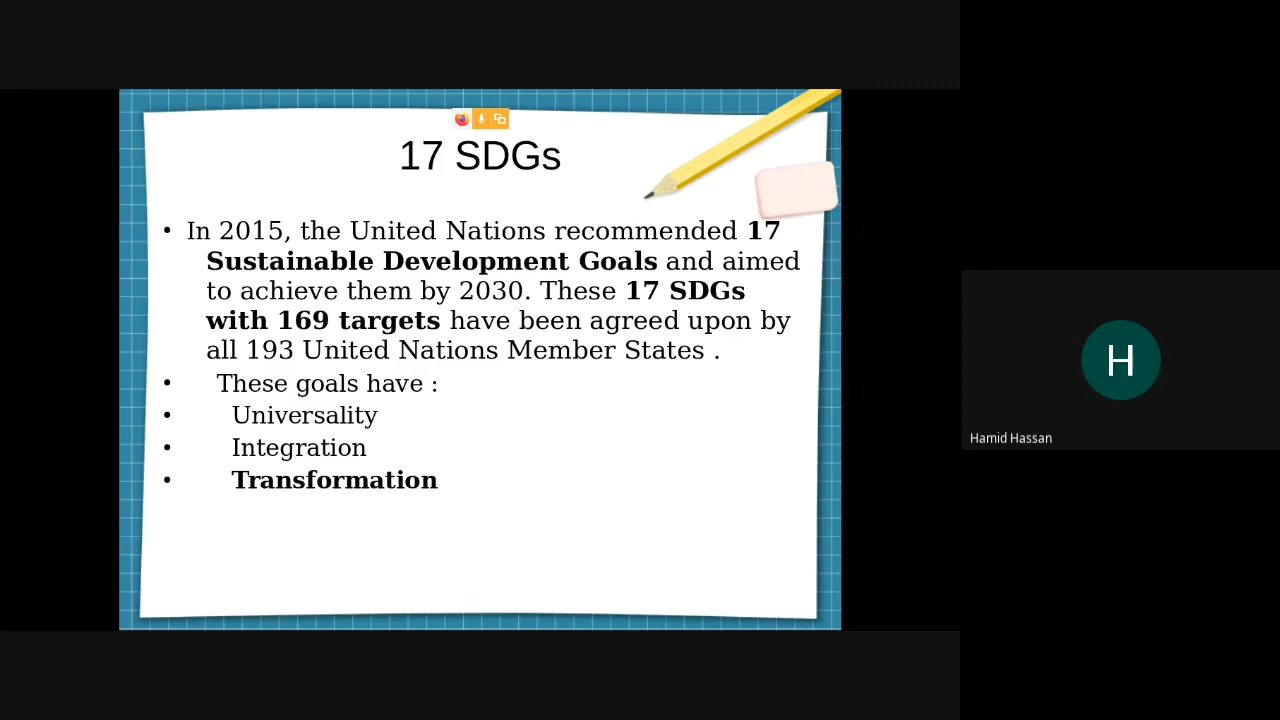 17 SDGs
• In 2015, the United Nations recommended 17
Sustainable Development Goals and aimed
to achieve them by 2030. These 17 SDGs
with 169 targets have been agreed upon by
all 193 United Nations Member States .
• These goals have :
• Universality
• Integration
• Transformation
H
Hamid Hassan